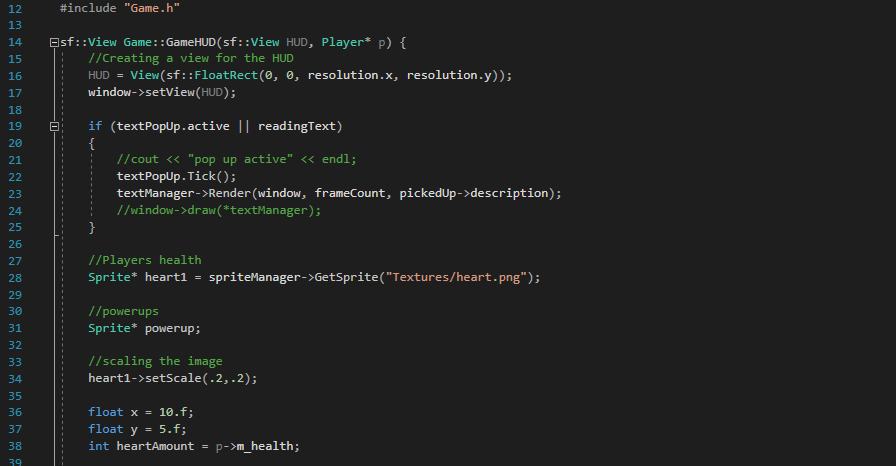 12 #include "Game.h"
13
14 sf::View Game::GameHUD(sf::View HUD, Player* p) {
15 //Creating a view for the HUD
16 HUD = View(sf::FloatRect(0, 0, resolution.x, resolution.y));
17 window->setView(HUD);
18
19 if (textPopUp.active || readingText)
20 {
21 //cout << "pop up active" << endl;
22 textPopUp.Tick();
23 textManager->Render(window, frameCount, pickedUp->description);
24 //window->draw(*textManager);
25 }
26
27 //Players health
28 Sprite* heart1 = spriteManager->GetSprite("Textures/heart.png");
29
30 //powerups
31 Sprite* powerup;
32
33 //scaling the image
34 heart1->setScale(.2,.2);
35
36 float x = 10.f;
37 float y = 5.f;
38 int heartAmount = p->m_health;
39